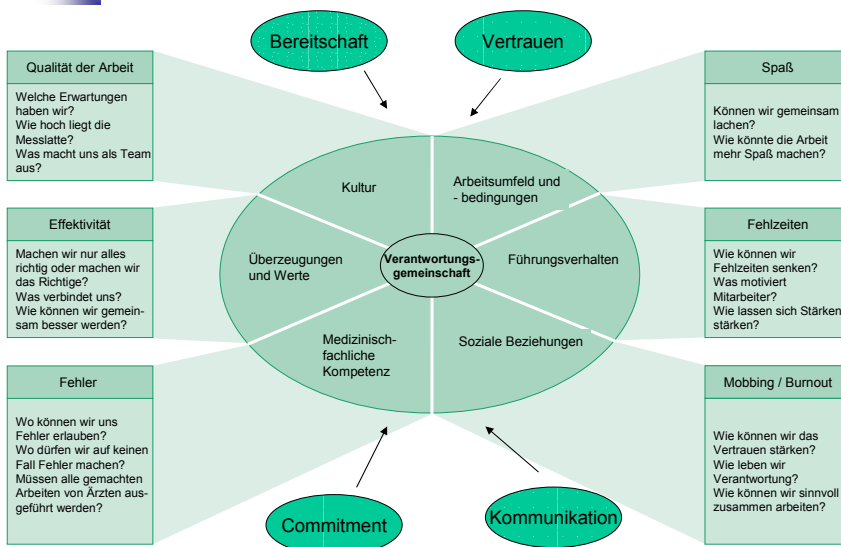 Bereitschaft
Vertrauen
Qualität der Arbeit
Welche Erwartungen
haben wir?
Wie hoch liegt die
Messlatte?
Was macht uns als Team
aus?
Spaß
Können wir gemeinsam
lachen?
Wie könnte die Arbeit
mehr Spaß machen?
Kultur
Arbeitsumfeld und
- bedingungen
Effektivität
Machen wir nur alles
richtig oder machen wir
das Richtige?
Was verbindet uns?
Wie können wir gemein-
sam besser werden?
Überzeugungen
und Werte
Verantwortungs-
gemeinschaft
Führungsverhalten
Fehlzeiten
Wie können wir
Fehlzeiten senken?
Was motiviert
Mitarbeiter?
Wie lassen sich Stärken
stärken?
Medizinisch-
fachliche
Kompetenz
Soziale Beziehungen
Fehler
Wo können wir uns
Fehler erlauben?
Wo dürfen wir auf keinen
Fall Fehler machen?
Müssen alle gemachten
Arbeiten von Ärzten aus-
geführt werden?
Mobbing / Burnout
Wie können wir das
Vertrauen stärken?
Wie leben wir
Verantwortung?
Wie können wir sinnvoll
zusammen arbeiten?
Commitment
Kommunikation